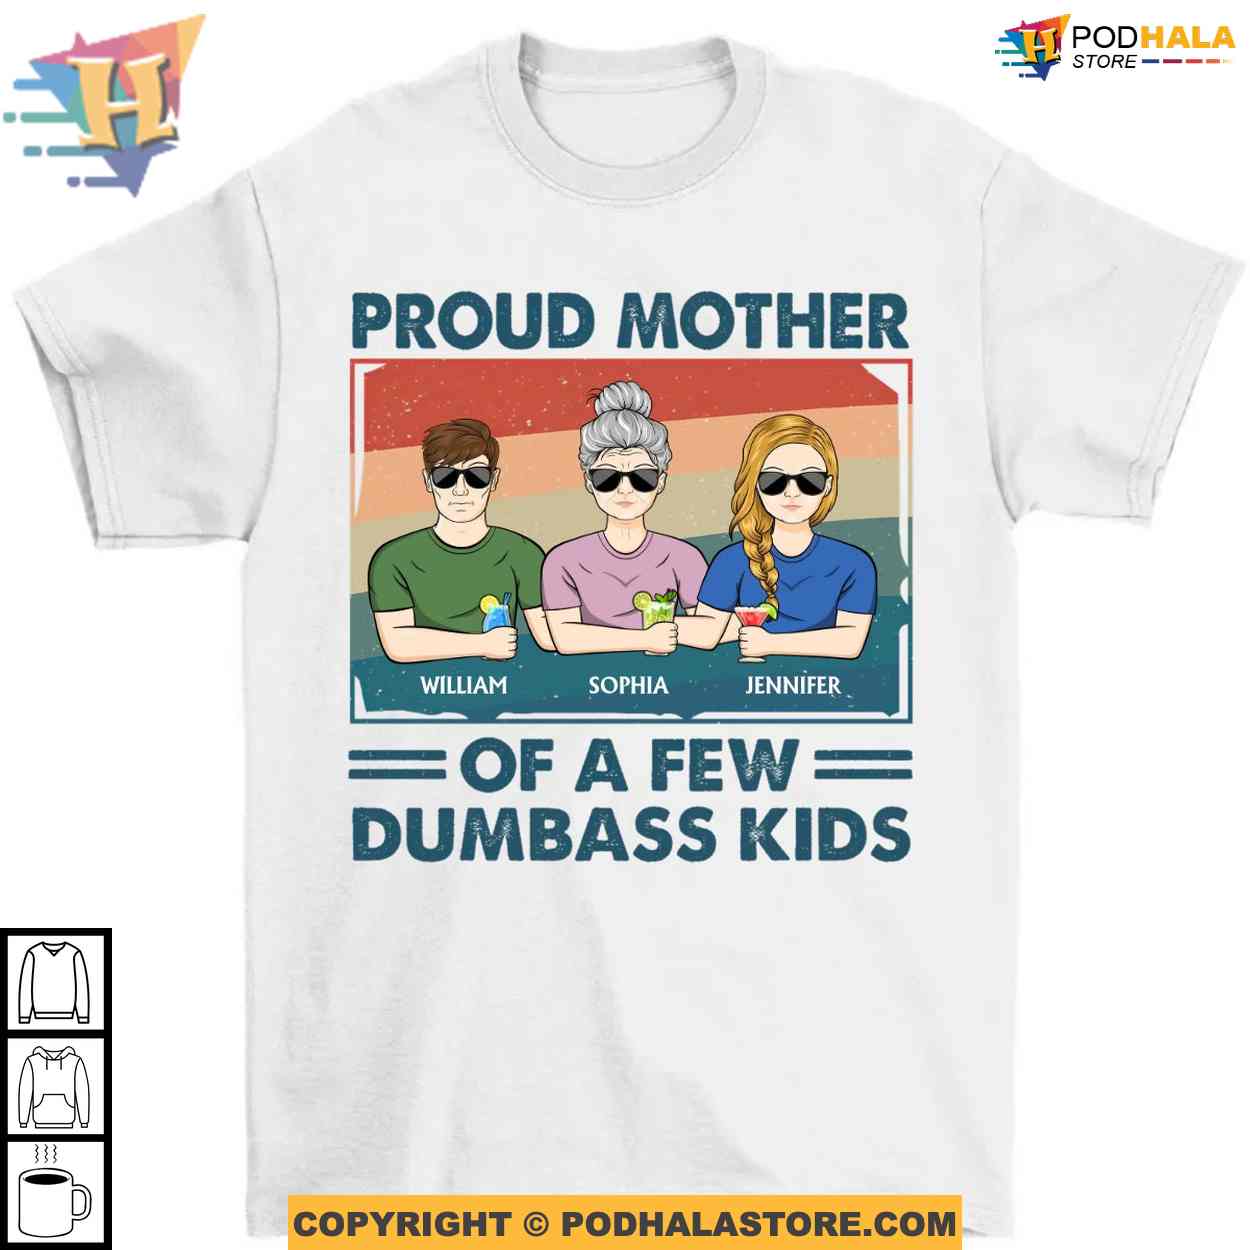 H
H PODHALA
STORE
PROUD MOTHER
WILLIAM SOPHIA JENNIFER
OF A FEW
DUMBASS KIDS
COPYRIGHT © PODHALASTORE.COM